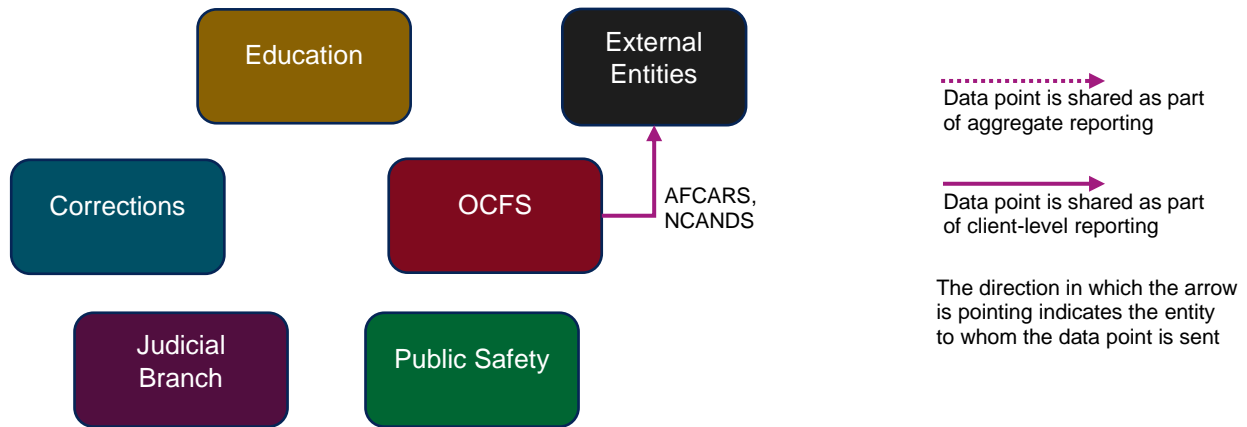 Education
External
Entities
Corrections
OCFS
AFCARS,
NCANDS
Judicial
Branch
Public Safety
Data point is shared as part
of aggregate reporting
Data point is shared as part
of client-level reporting
The direction in which the arrow
is pointing indicates the entity
to whom the data point is sent